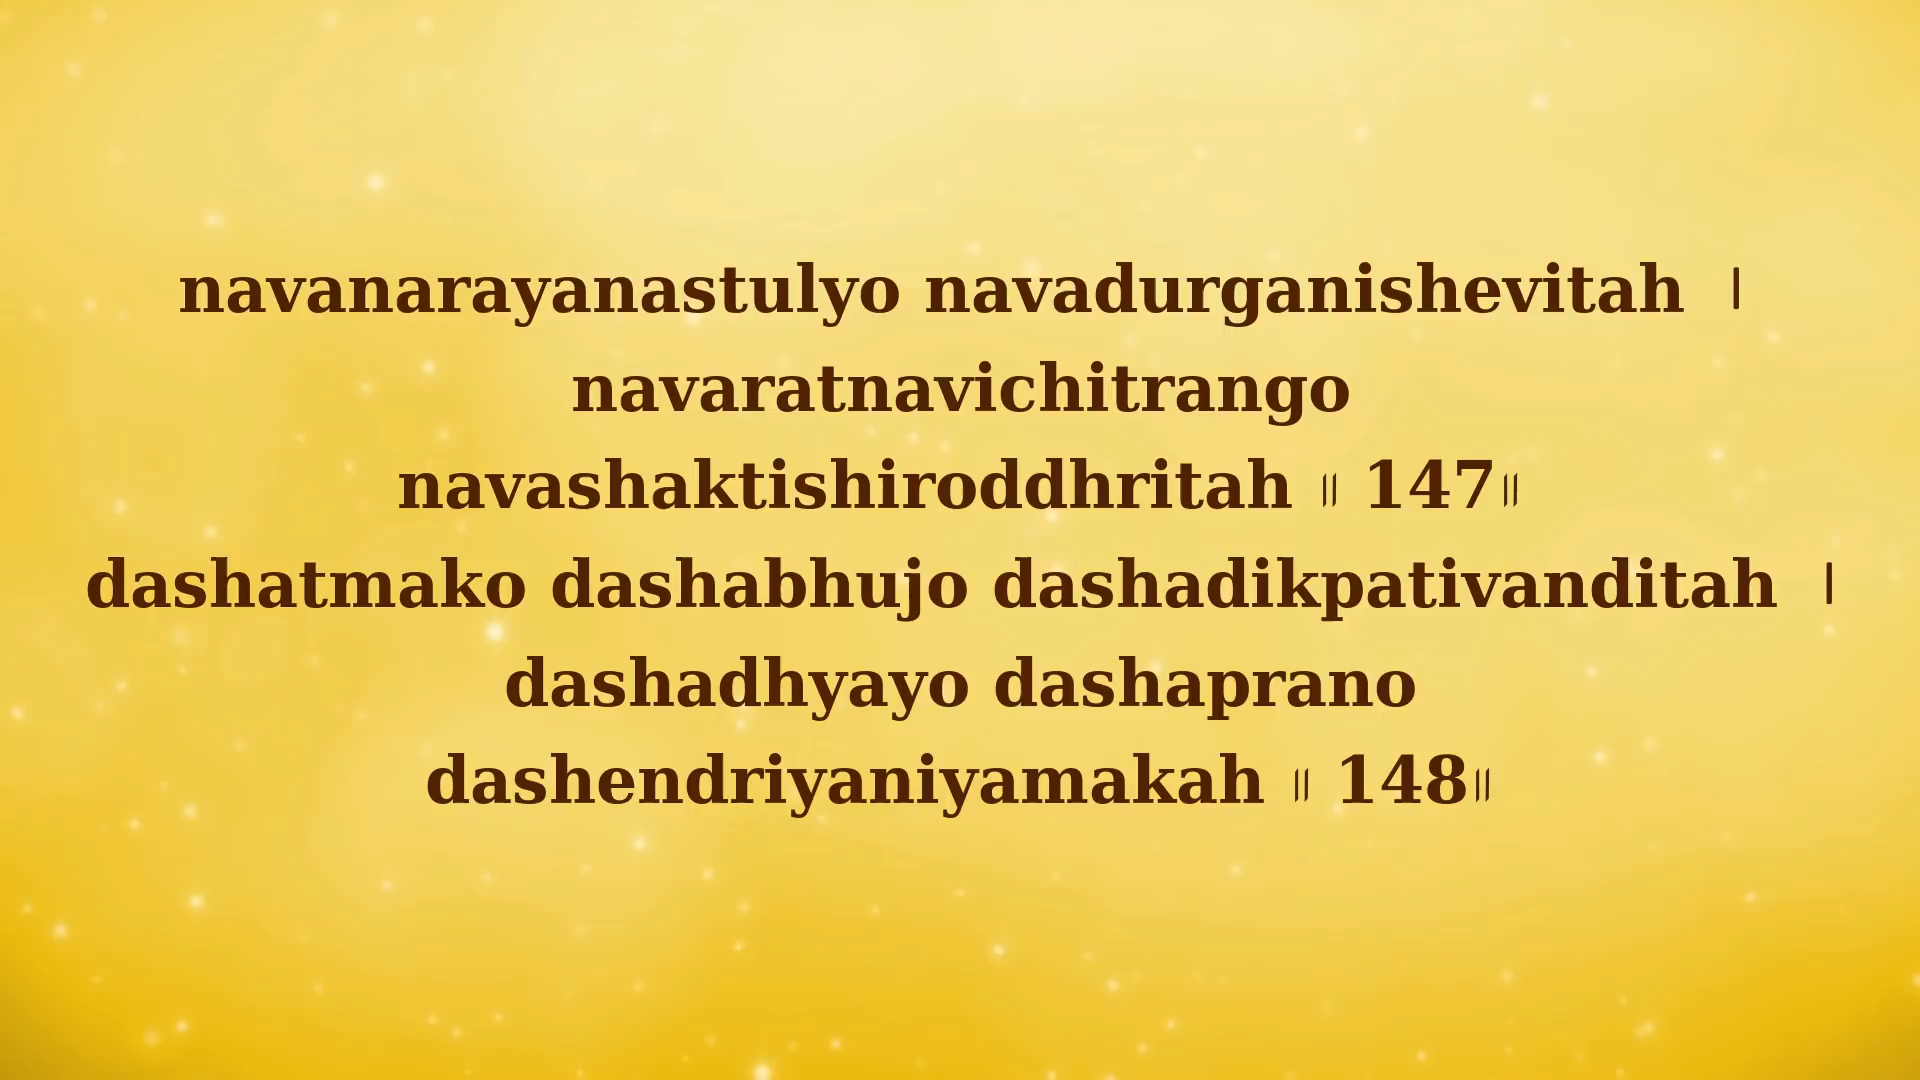 navanarayanastulyo navadurganishevitah ।
navaratnavichitrango
navashaktishiroddhritah ॥ 147॥
dashatmako dashabhujo dashadikpativanditah ।
dashadhyayo dashaprano
dashendriyaniyamakah ॥ 148॥